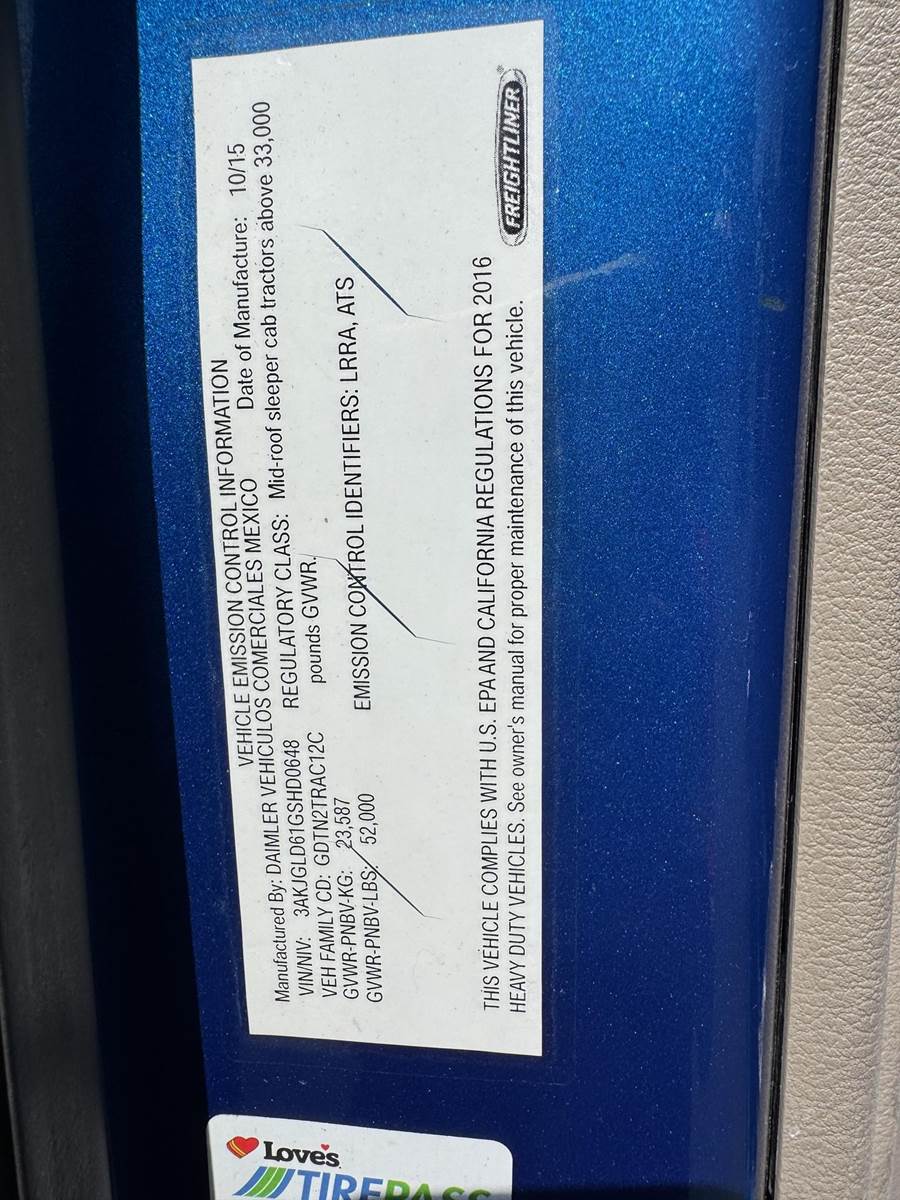 VEHICLE EMISSION CONTROL INFORMATION
Manufactured By: DAIMLER VEHICULOS COMERCIALES MEXICO Date of Manufacture: 10/15
VIN/NIV: 3AKJGLD61GSHD0648 REGULATORY CLASS: Mid-roof sleeper cab tractors above 33,000
VEH FAMILY CD: GDTN2TRAC12C pounds GVWR.
GVWR-PNBV-KG: 23,587
GVWR-PNBV-LBS: 52,000
EMISSION CONTROL IDENTIFIERS: LRRA, ATS
THIS VEHICLE COMPLIES WITH U.S. EPA AND CALIFORNIA REGULATIONS FOR 2016
HEAVY DUTY VEHICLES. See owner's manual for proper maintenance of this vehicle.
FREIGHTLINER®
Love's
TIREPASS